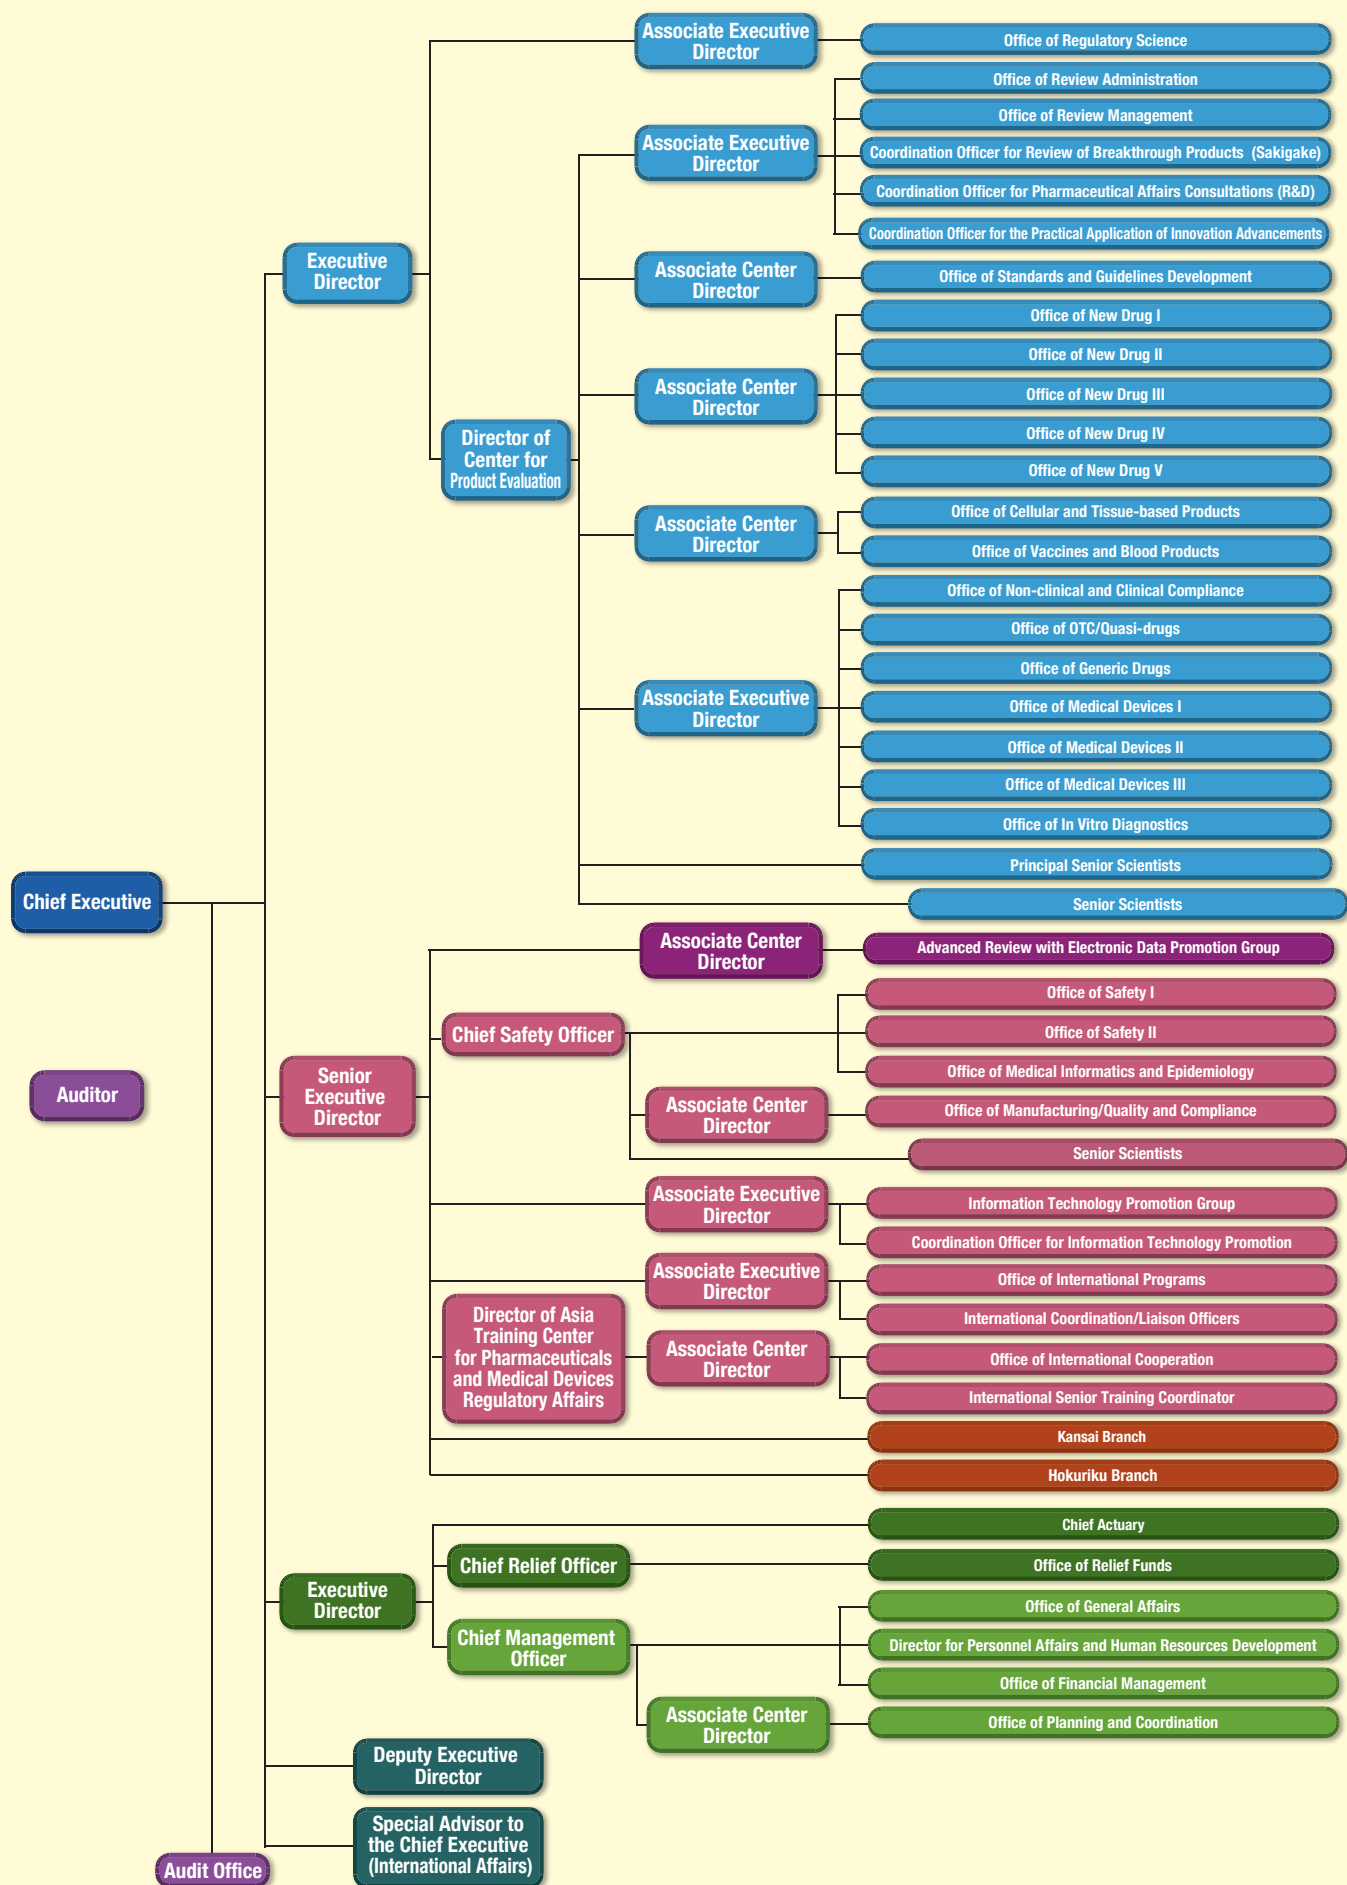 Chief Executive
Auditor
Audit Office
Executive
Director
Associate Executive
Director
Office of Regulatory Science
Director of
Center for
Product Evaluation
Associate Executive
Director
Office of Review Administration
Office of Review Management
Coordination Officer for Review of Breakthrough Products (Sakigake)
Coordination Officer for Pharmaceutical Affairs Consultations (R&D)
Coordination Officer for the Practical Application of Innovation Advancements
Associate Center
Director
Office of Standards and Guidelines Development
Associate Center
Director
Office of New Drug I
Office of New Drug II
Office of New Drug III
Office of New Drug IV
Office of New Drug V
Associate Center
Director
Office of Cellular and Tissue-based Products
Office of Vaccines and Blood Products
Associate Executive
Director
Office of Non-clinical and Clinical Compliance
Office of OTC/Quasi-drugs
Office of Generic Drugs
Office of Medical Devices I
Office of Medical Devices II
Office of Medical Devices III
Office of In Vitro Diagnostics
Principal Senior Scientists
Senior Scientists
Senior
Executive
Director
Associate Center
Director
Advanced Review with Electronic Data Promotion Group
Chief Safety Officer
Office of Safety I
Office of Safety II
Office of Medical Informatics and Epidemiology
Associate Center
Director
Office of Manufacturing/Quality and Compliance
Senior Scientists
Associate Executive
Director
Information Technology Promotion Group
Coordination Officer for Information Technology Promotion
Associate Executive
Director
Office of International Programs
International Coordination/Liaison Officers
Director of Asia
Training Center
for Pharmaceuticals
and Medical Devices
Regulatory Affairs
Associate Center
Director
Office of International Cooperation
International Senior Training Coordinator
Kansai Branch
Hokuriku Branch
Executive
Director
Chief Actuary
Chief Relief Officer
Office of Relief Funds
Chief Management
Officer
Office of General Affairs
Director for Personnel Affairs and Human Resources Development
Office of Financial Management
Associate Center
Director
Office of Planning and Coordination
Deputy Executive
Director
Special Advisor to
the Chief Executive
(International Affairs)